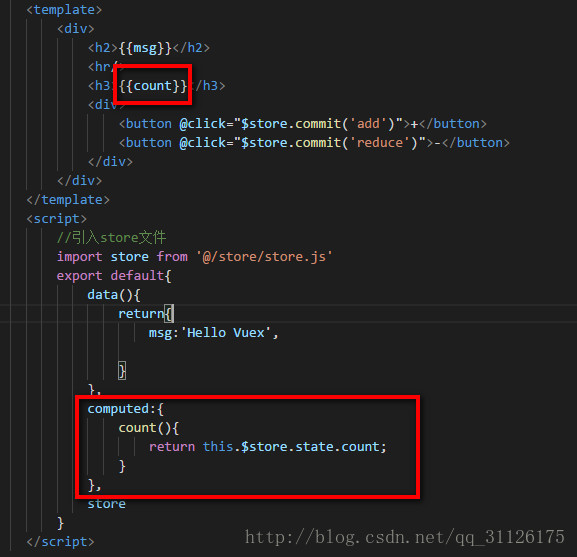 <template>
<div>
<h2>{{msg}}</h2>
<hr/>
<h3>{{count}}</h3>
<div>
<button @click="$store.commit('add')">+</button>
<button @click="$store.commit('reduce')">-</button>
</div>
</div>
</template>
<script>
//引入store文件
import store from '@/store/store.js'
export default{
data(){
return{
msg:'Hello Vuex',
}
},
computed:{
count(){
return this.$store.state.count;
}
},
store
}
</script>
http://blog.csdn.net/qq_31126175